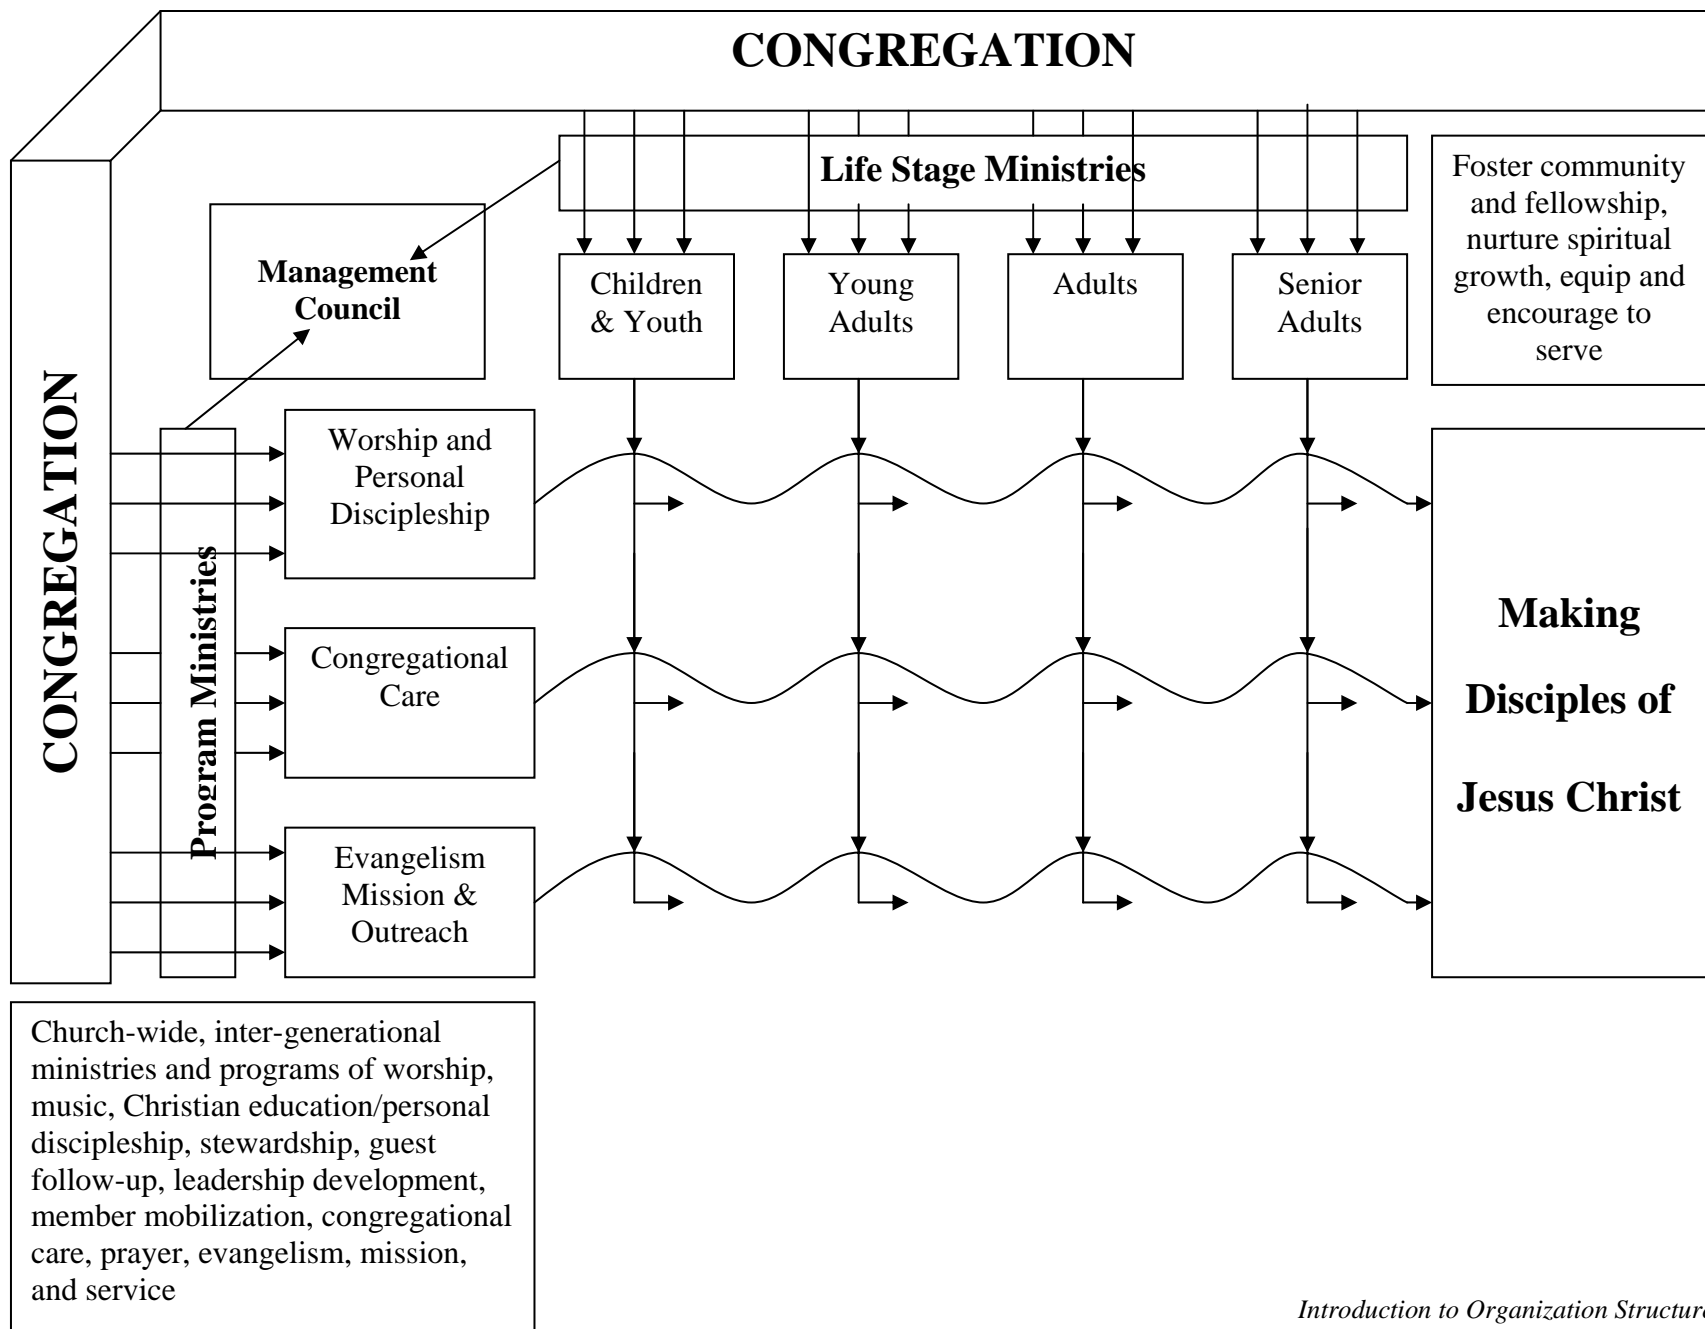 CONGREGATION
Life Stage Ministries
Foster community
and fellowship,
nurture spiritual
growth, equip and
encourage to
serve
Management
Council
Children
& Youth
Young
Adults
Adults
Senior
Adults
CONGREGATION
Program Ministries
Worship and
Personal
Discipleship
Congregational
Care
Evangelism
Mission &
Outreach
Making
Disciples of
Jesus Christ
Church-wide, inter-generational
ministries and programs of worship,
music, Christian education/personal
discipleship, stewardship, guest
follow-up, leadership development,
member mobilization, congregational
care, prayer, evangelism, mission,
and service
Introduction to Organization Structure